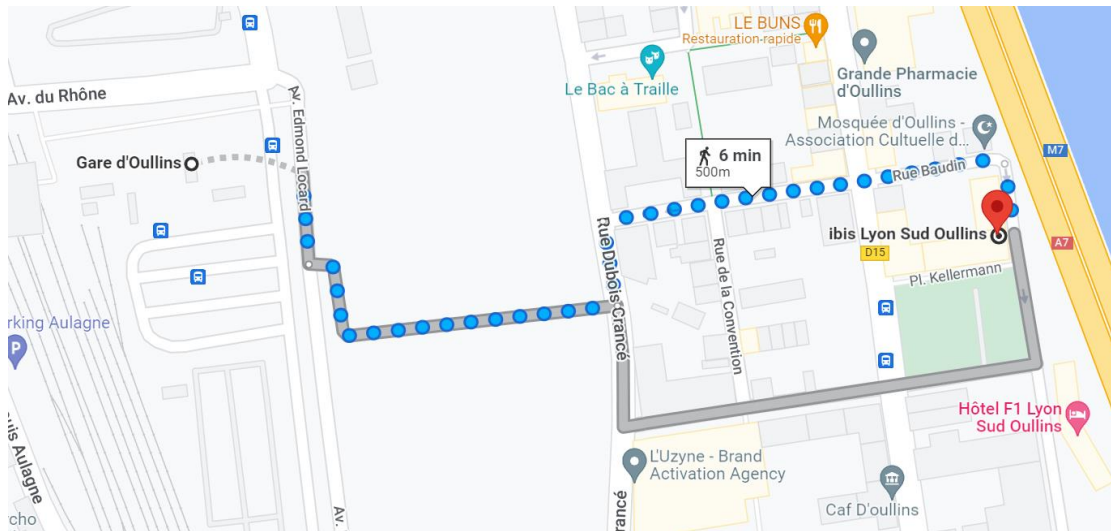 LE BUNS
Restauration-rapide
Le Bac à Traille
Grande Pharmacie
d'Oullins
Av. du Rhône
Av. Edmond Locard
Mosquée d'Oullins -
Association Cultuelle d...
M7
Gare d'Oullins
6 min
500m
Rue Baudin
ibis Lyon Sud Oullins
D15
A7
Rue Dubois Crancé
Rue de la Convention
Pl. Kellermann
rking Aulagne
P
uis Aulagne
Hôtel F1 Lyon
Sud Oullins
L'Uzyne - Brand
Activation Agency
Caf D'oullins
Av.
rancé
cho